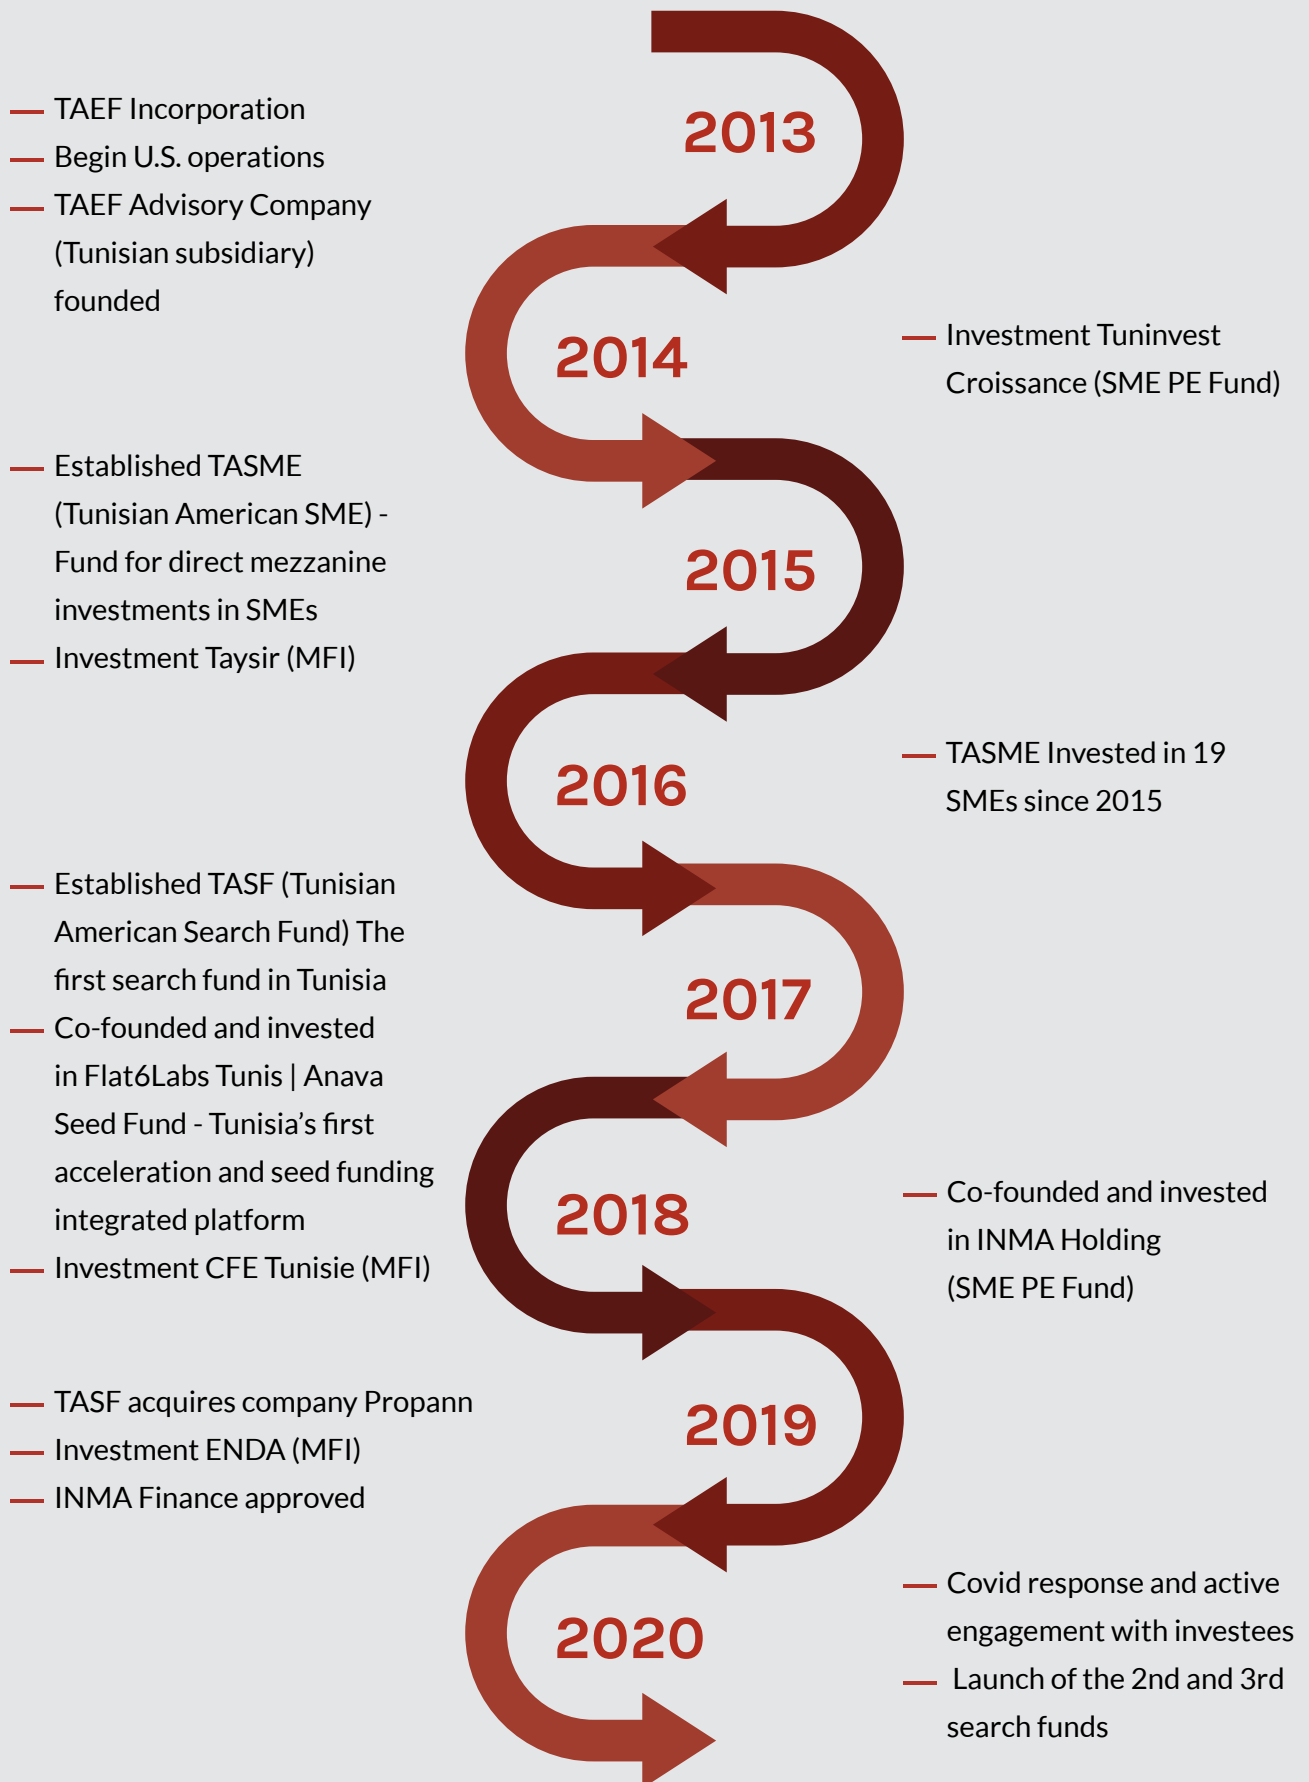 2013
— TAEF Incorporation
— Begin U.S. operations
— TAEF Advisory Company
(Tunisian subsidiary)
founded
2014
— Investment Tuninvest
Croissance (SME PE Fund)
2015
— Established TASME
(Tunisian American SME) -
Fund for direct mezzanine
investments in SMEs
— Investment Taysir (MFI)
2016
— TASME Invested in 19
SMEs since 2015
2017
— Established TASF (Tunisian
American Search Fund) The
first search fund in Tunisia
— Co-founded and invested
in Flat6Labs Tunis | Anava
Seed Fund - Tunisia’s first
acceleration and seed funding
integrated platform
— Investment CFE Tunisie (MFI)
2018
— Co-founded and invested
in INMA Holding
(SME PE Fund)
2019
— TASF acquires company Propann
— Investment ENDA (MFI)
— INMA Finance approved
2020
— Covid response and active
engagement with investees
— Launch of the 2nd and 3rd
search funds